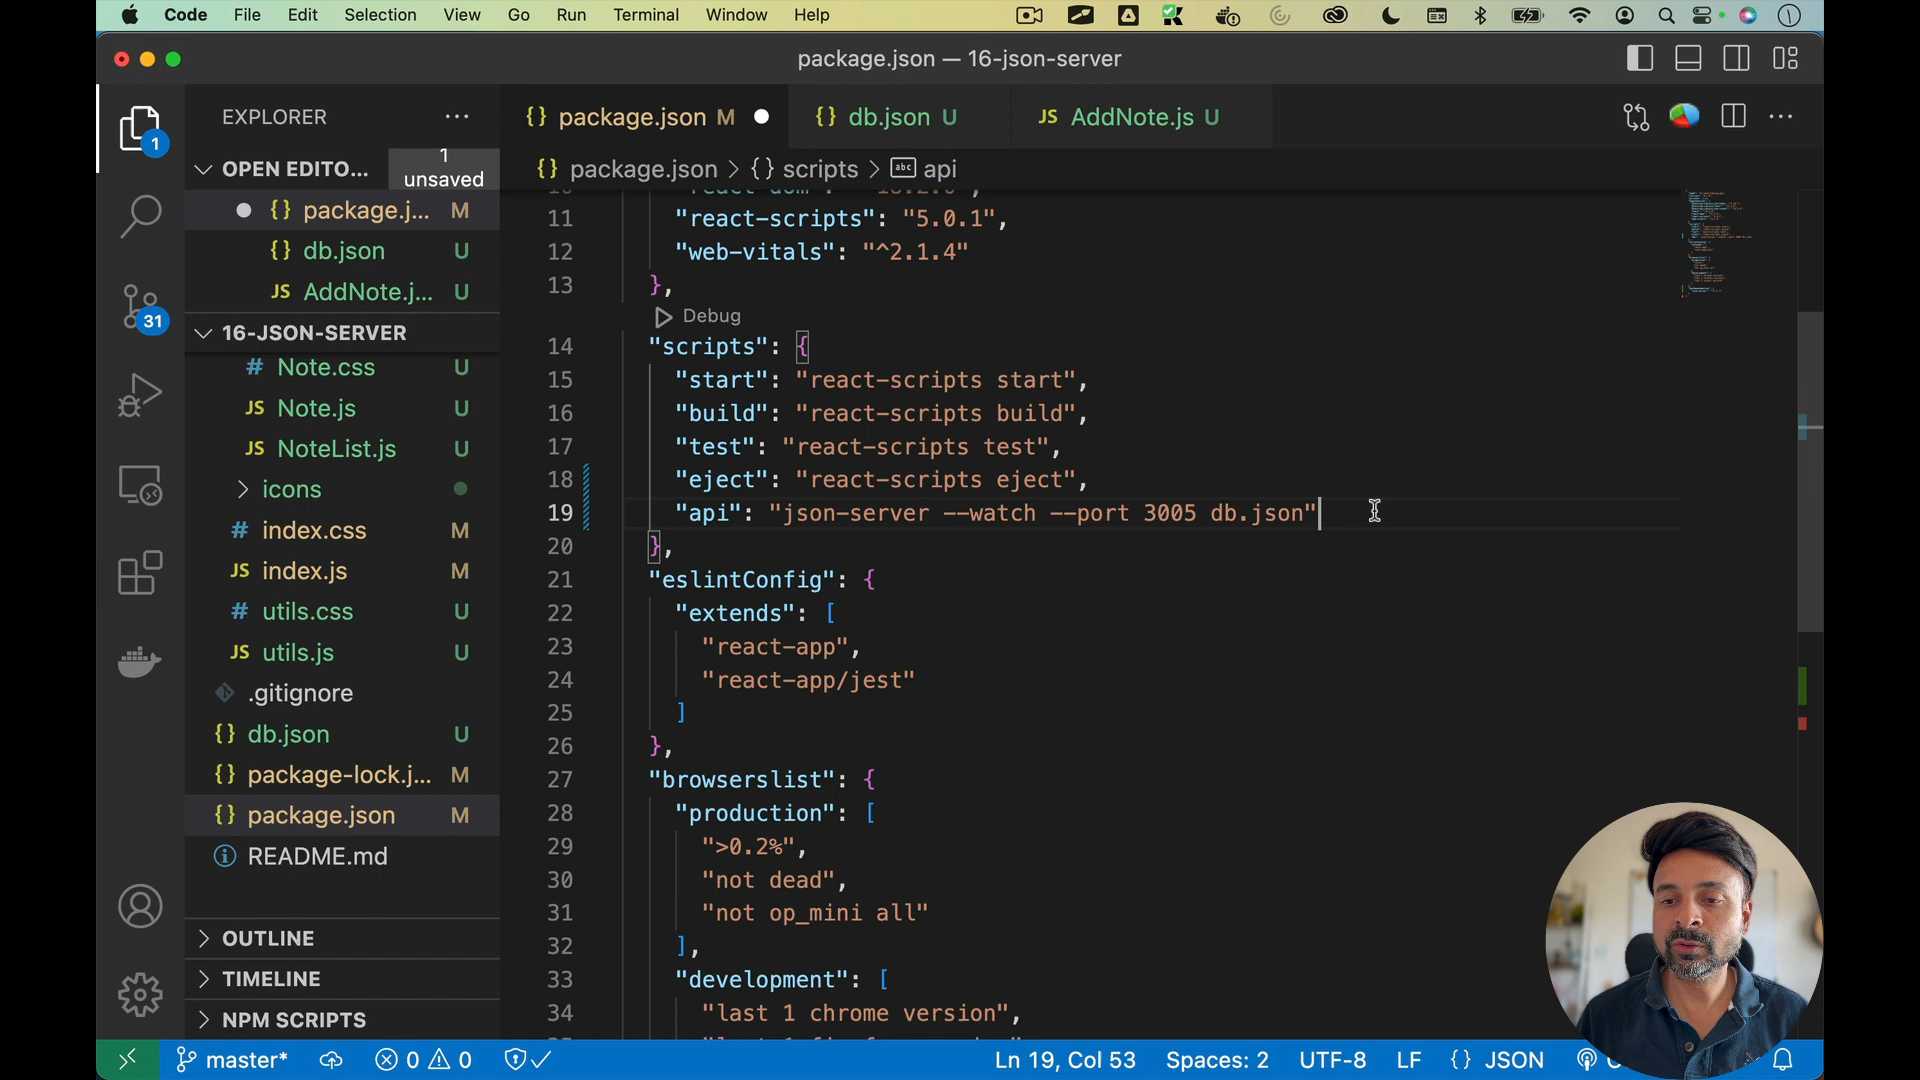 Code File Edit Selection View Go Run Terminal Window Help
package.json — 16-json-server
EXPLORER
OPEN EDITO...
1 unsaved
package.j... M
db.json U
AddNote.j... U
16-JSON-SERVER
Note.css U
Note.js U
NoteList.js U
icons
index.css M
index.js M
utils.css U
utils.js U
.gitignore
db.json U
package-lock.j... M
package.json M
README.md
OUTLINE
TIMELINE
NPM SCRIPTS
1
31
package.json M
db.json U
JS AddNote.js U
package.json > {} scripts > abc api
11 "react-scripts": "5.0.1",
12 "web-vitals": "^2.1.4"
13 },
Debug
14 "scripts": {
15 "start": "react-scripts start",
16 "build": "react-scripts build",
17 "test": "react-scripts test",
18 "eject": "react-scripts eject",
19 "api": "json-server --watch --port 3005 db.json"
20 },
21 "eslintConfig": {
22 "extends": [
23 "react-app",
24 "react-app/jest"
25 ]
26 },
27 "browserslist": {
28 "production": [
29 ">0.2%",
30 "not dead",
31 "not op_mini all"
32 ],
33 "development": [
34 "last 1 chrome version",
master* 0 0 Ln 19, Col 53 Spaces: 2 UTF-8 LF {} JSON